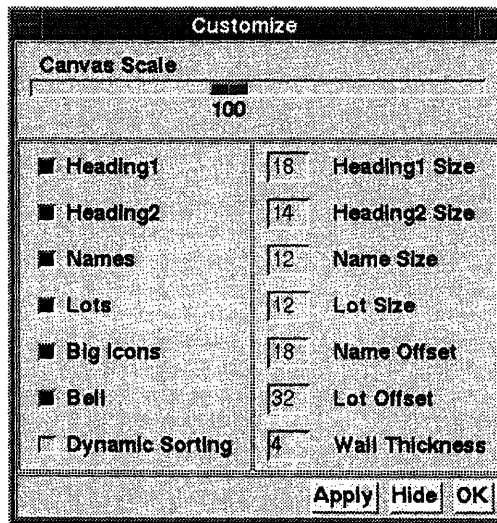 Customize
Canvas Scale
100
Heading1 18 Heading1 Size
Heading2 14 Heading2 Size
Names 12 Name Size
Lots 12 Lot Size
Big Icons 18 Name Offset
Bell 32 Lot Offset
Dynamic Sorting 4 Wall Thickness
Apply Hide OK